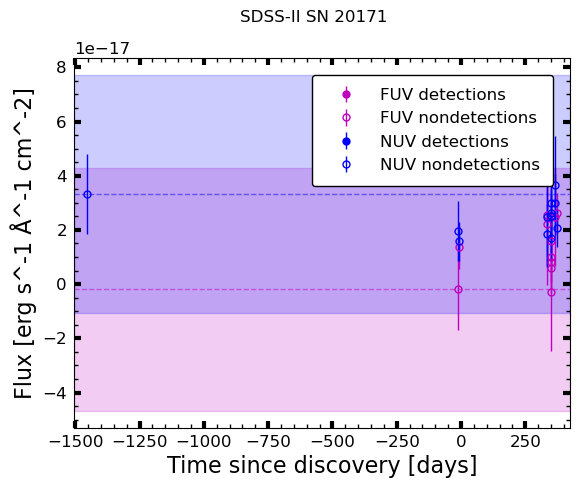 SDSS-II SN 20171
1e−17
Flux [erg s^-1 Å^-1 cm^-2]
8
6
4
2
0
−2
−4
FUV detections
FUV nondetections
NUV detections
NUV nondetections
−1500 −1250 −1000 −750 −500 −250 0 250
Time since discovery [days]